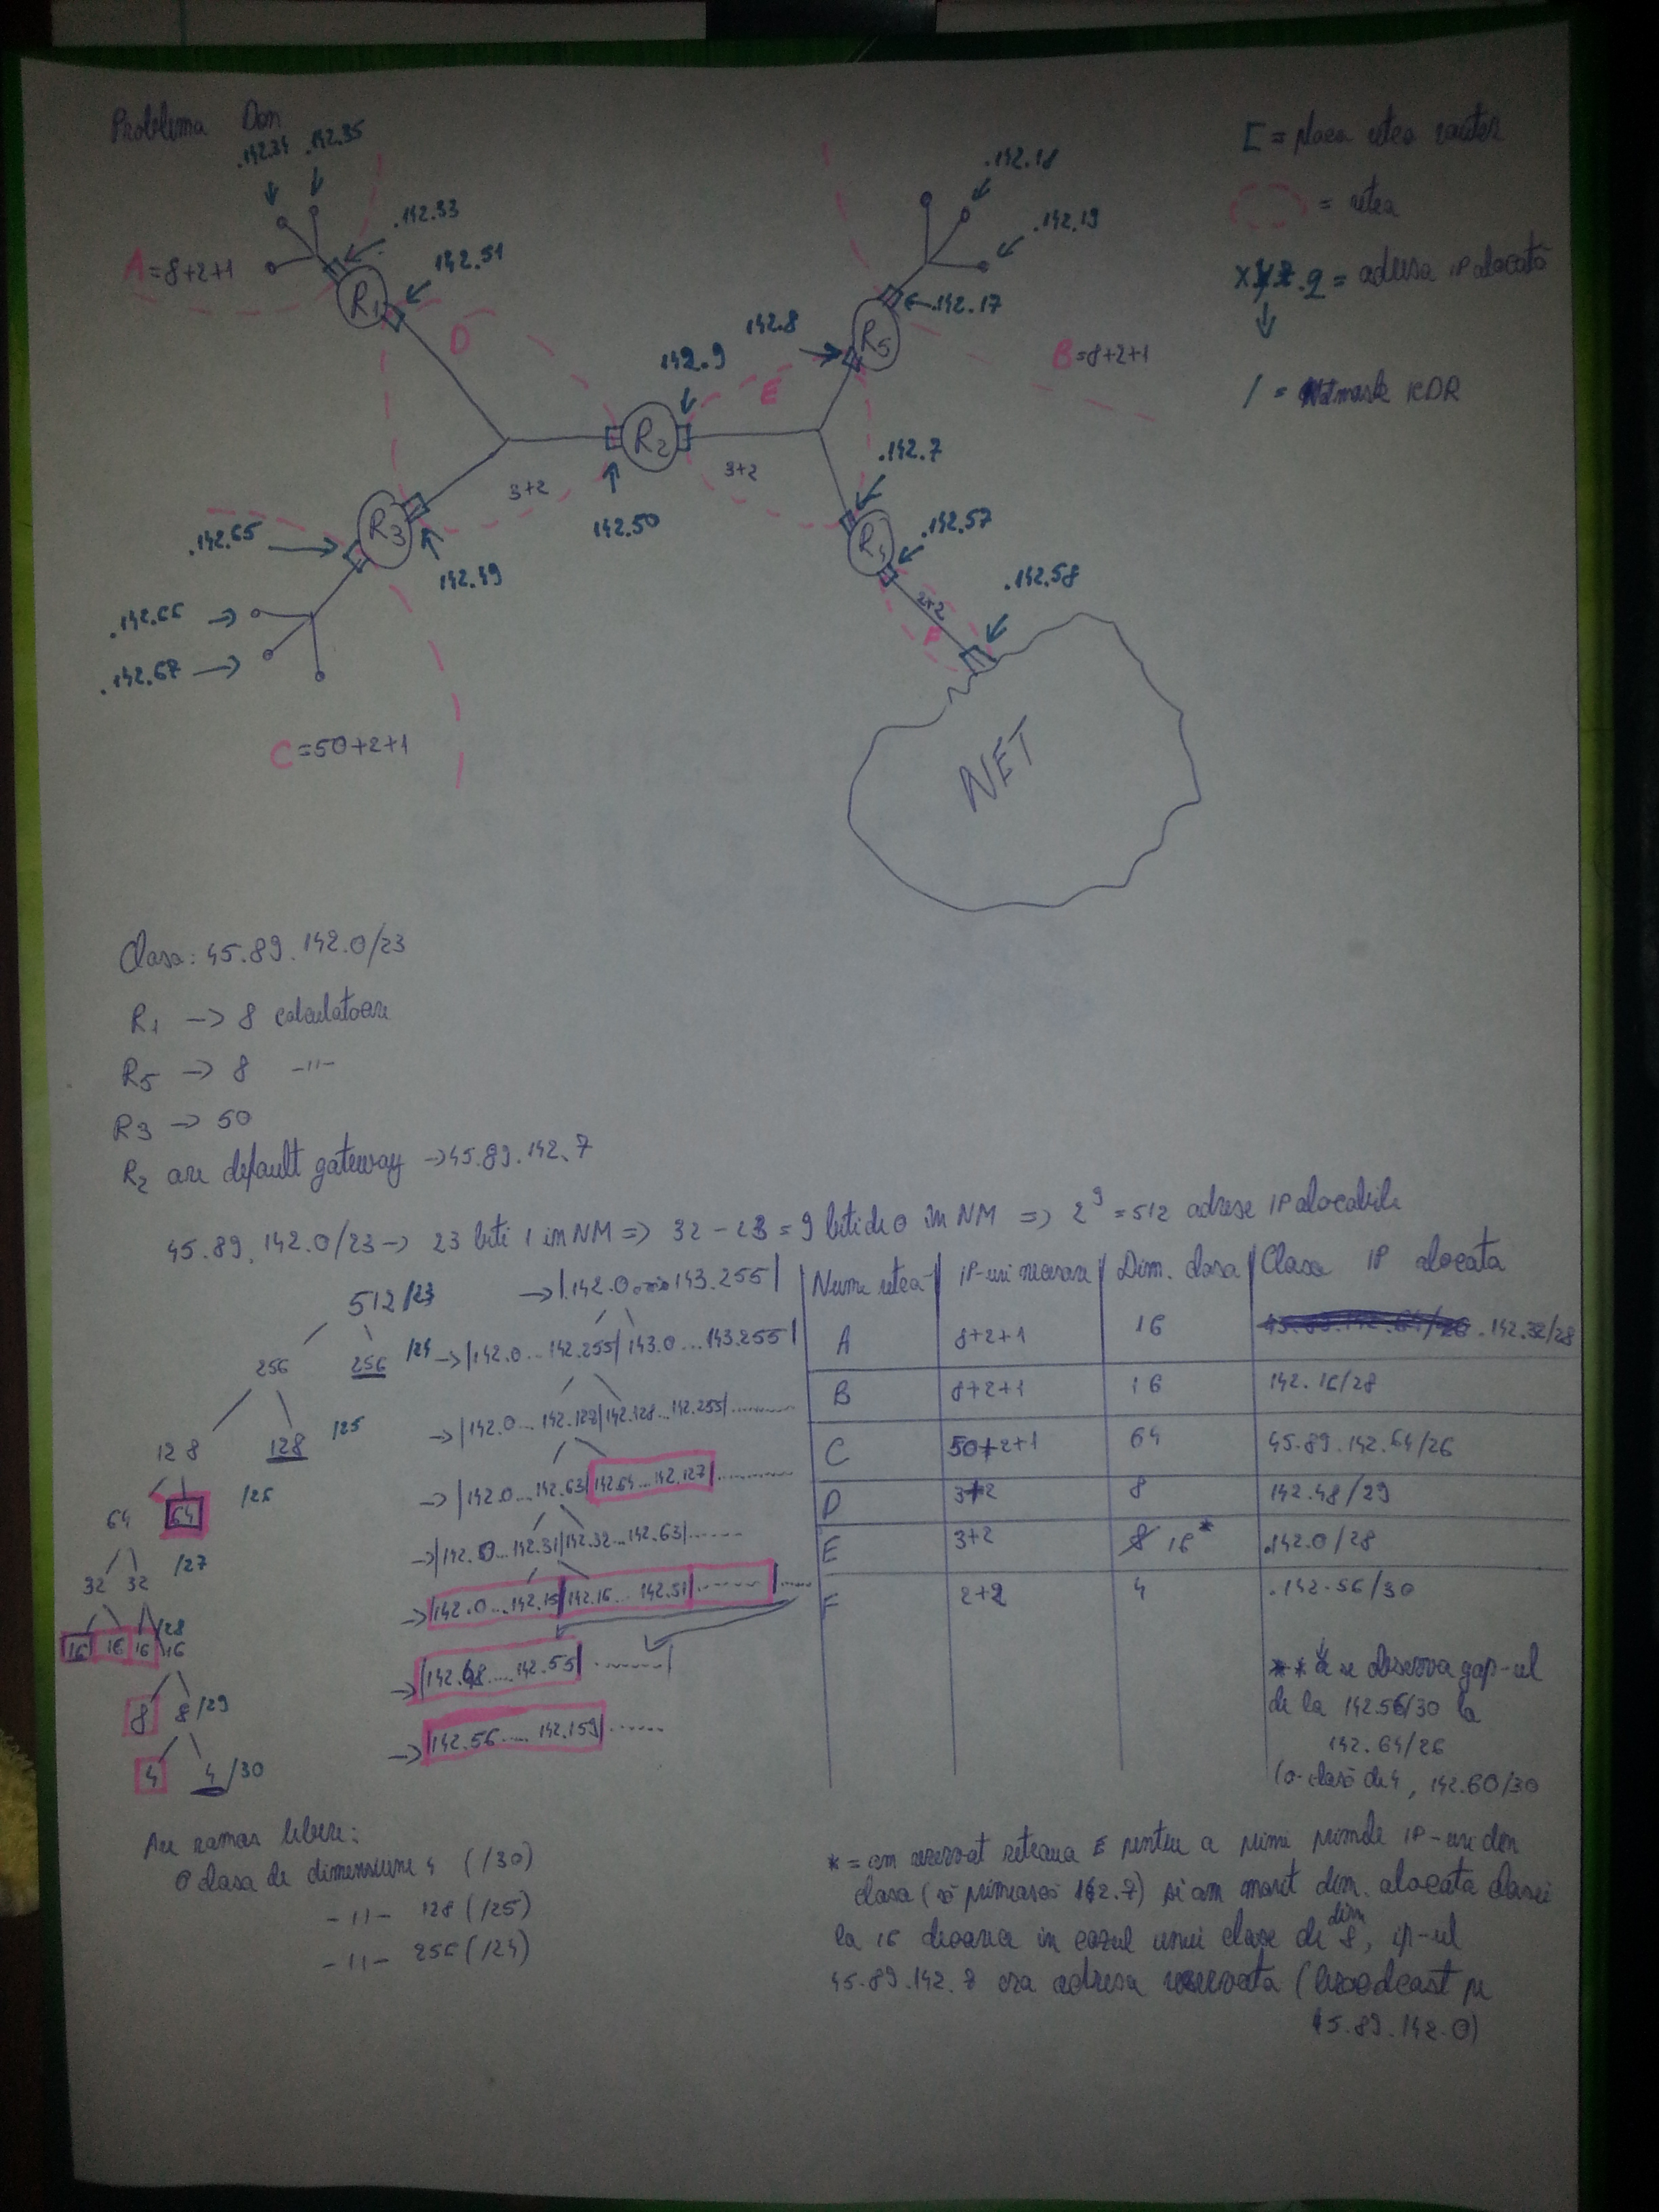 Problema Dan
.142.34 .142.35
.142.33
142.51
A=8+2+1
R1
D
[ = placa retea router
= retea
xyz.q = adresa IP alocată
/ = Netmask CIDR
.142.18
.142.19
.142.17
142.8
R5
B=8+2+1
142.9
E
R2
3+2
3+2
142.50
.142.7
.142.57
R4
.142.58
2+2
F
NET
.142.65
R3
142.49
.142.66
.142.67
C=50+2+1
Clasa: 45.89.142.0/23
R1 -> 8 calculatoare
R5 -> 8 -11-
R3 -> 50
R2 are default gateway -> 45.89.142.7
45.89.142.0/23 -> 23 biti 1 in NM => 32 - 23 = 9 biti de 0 in NM => 2^9 = 512 adrese IP alocabile
512 /23 -> |.142.0 143.255|
256 256 /24 -> |142.0 ... 142.255| 143.0 ... 143.255|
128 128 /25 -> |142.0 ... 142.127|142.128 ... 142.255|
64 64 /26 -> |142.0 ... 142.63|142.64 ... 142.127|
32 32 /27 -> |142.0 ... 142.31|142.32 ... 142.63|
16 16 16 16 /28 -> |142.0 ... 142.15|142.16 ... 142.31|
8 8 /29 -> |142.48 ... 142.55|
4 4 /30 -> |142.56 ... 142.159|
Nume retea | IP-uri necesare | Dim. clasa | Clasa IP alocata
A 8+2+1 16 .142.32/28
B 8+2+1 16 142.16/28
C 50+2+1 64 45.89.142.64/26
D 3+2 8 142.48/29
E 3+2 8 16* .142.0/28
F 2+2 4 .142.56/30
** a se observa gap-ul
de la 142.56/30 la
142.64/26
(o clasă de 4, 142.60/30
Au ramas libere:
O clasa de dimensiune 4 (/30)
-11- 128 (/25)
-11- 256 (/24)
* = am rezervat reteaua E pentru a primi primele IP-uri din
clasa (să primească 142.7) și am marit dim. alocata clasei
la 16 deoarece in cazul unei clase de dim 8, ip-ul
45.89.142.7 era adresa rezervata (broadcast pe
45.89.142.0)